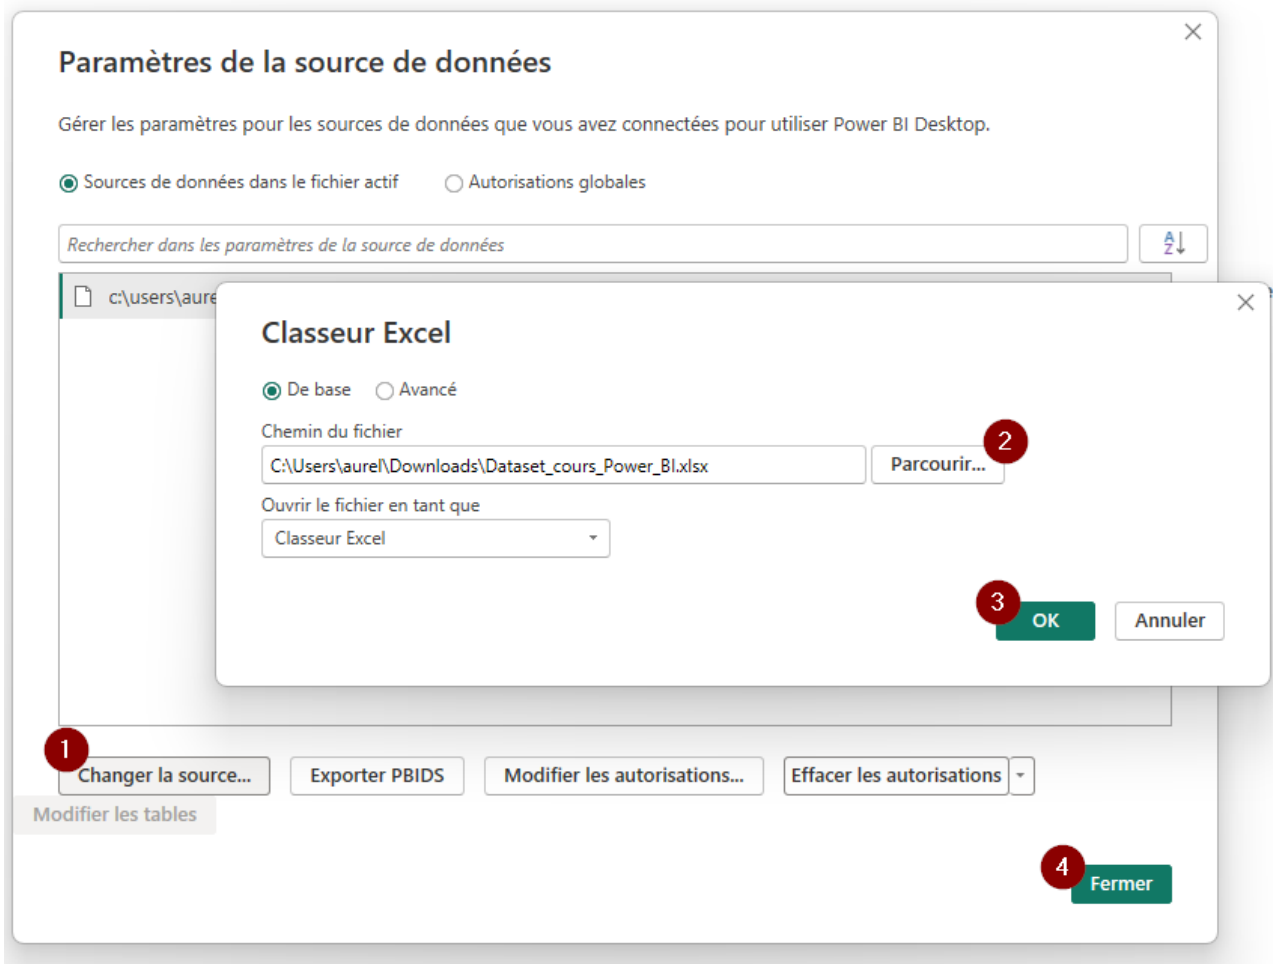 Paramètres de la source de données
Gérer les paramètres pour les sources de données que vous avez connectées pour utiliser Power BI Desktop.
Sources de données dans le fichier actif Autorisations globales
Rechercher dans les paramètres de la source de données
A
Z
c:\users\aure
Classeur Excel
De base Avancé
Chemin du fichier
2
C:\Users\aurel\Downloads\Dataset_cours_Power_BI.xlsx Parcourir...
Ouvrir le fichier en tant que
Classeur Excel
3
OK Annuler
1
Changer la source... Exporter PBIDS Modifier les autorisations... Effacer les autorisations
Modifier les tables
4
Fermer